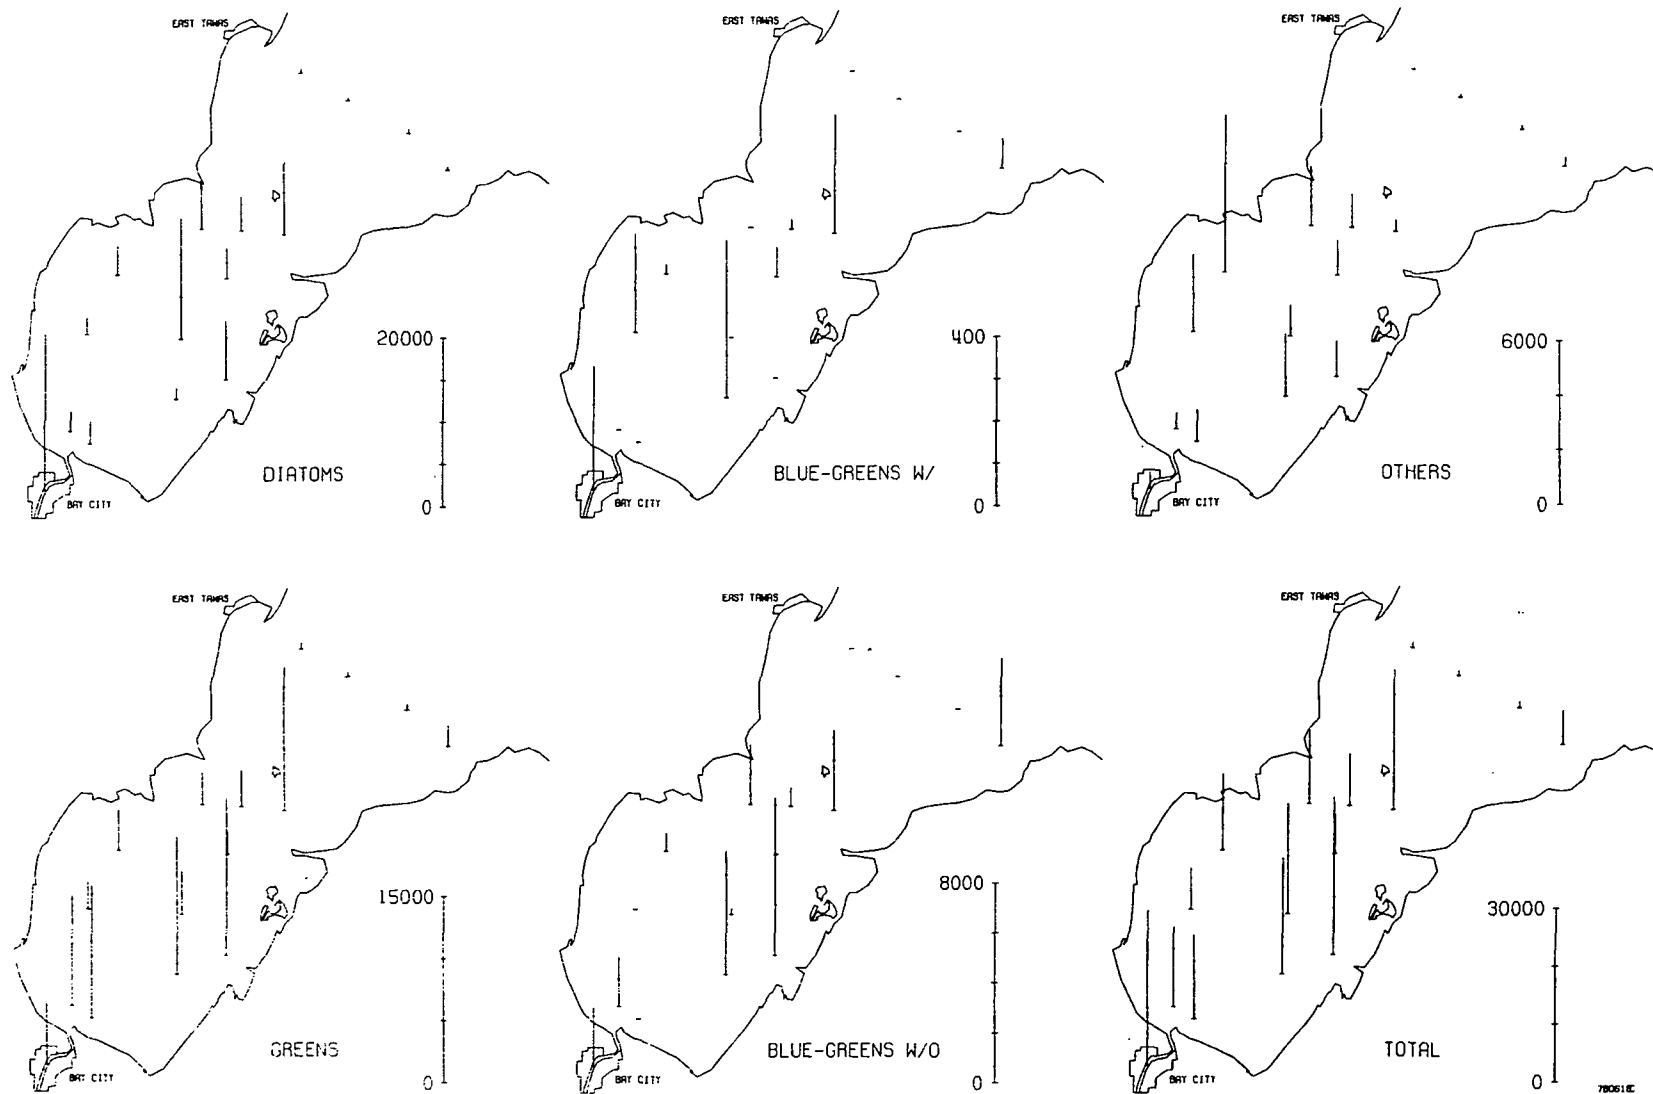 EAST TAWAS
EAST TAWAS
EAST TAWAS
20000
400
6000
DIATOMS
BLUE-GREENS W/
OTHERS
0
0
0
BAY CITY
BAY CITY
BAY CITY
EAST TAWAS
EAST TAWAS
EAST TAWAS
15000
8000
30000
GREENS
BLUE-GREENS W/O
TOTAL
BAY CITY
BAY CITY
BAY CITY
0
0
0